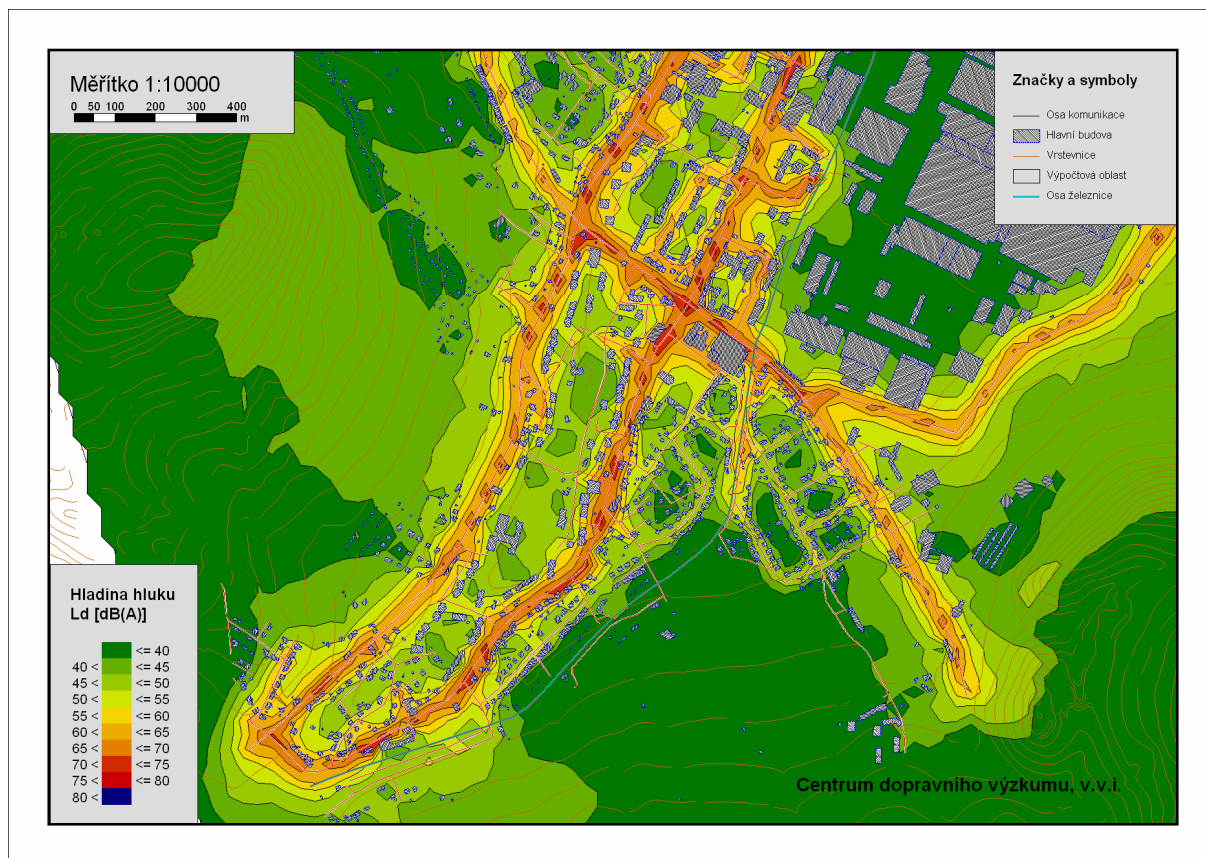 Měřítko 1:10000
0 50 100 200 300 400
m
Značky a symboly
Osa komunikace
Hlavní budova
Vrstevnice
Výpočtová oblast
Osa železnice
Hladina hluku
Ld [dB(A)]
<= 40
40 < <= 45
45 < <= 50
50 < <= 55
55 < <= 60
60 < <= 65
65 < <= 70
70 < <= 75
75 < <= 80
80 <
Centrum dopravního výzkumu, v.v.i.